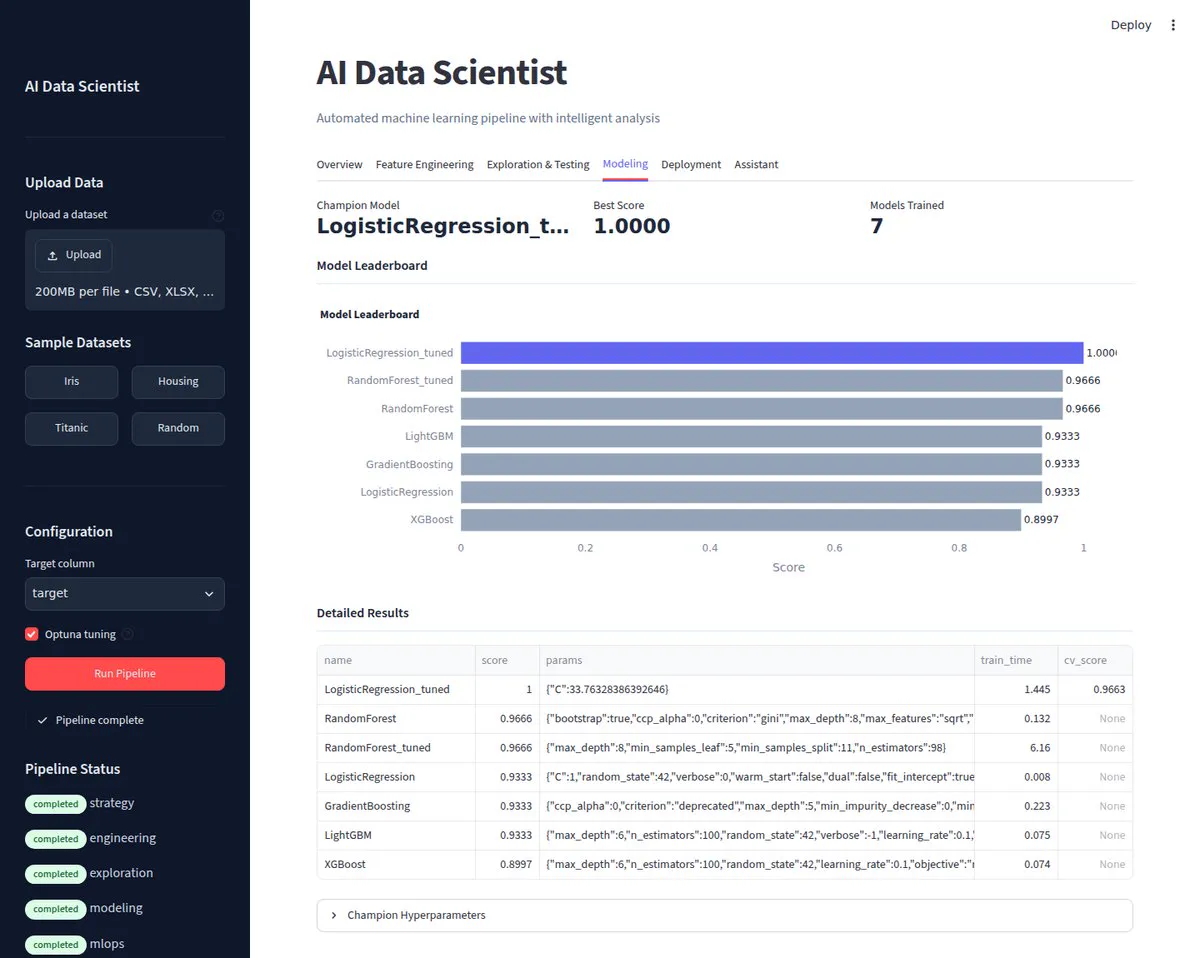 Deploy
AI Data Scientist
Upload Data
Upload a dataset
Upload
200MB per file • CSV, XLSX, ...
Sample Datasets
Iris
Housing
Titanic
Random
Configuration
Target column
target
Optuna tuning
Run Pipeline
Pipeline complete
Pipeline Status
completed strategy
completed engineering
completed exploration
completed modeling
completed mlops
AI Data Scientist
Automated machine learning pipeline with intelligent analysis
Overview Feature Engineering Exploration & Testing Modeling Deployment Assistant
Champion Model Best Score Models Trained
LogisticRegression_t... 1.0000 7
Model Leaderboard
Model Leaderboard
LogisticRegression_tuned 1.000
RandomForest_tuned 0.9666
RandomForest 0.9666
LightGBM 0.9333
GradientBoosting 0.9333
LogisticRegression 0.9333
XGBoost 0.8997
0 0.2 0.4 0.6 0.8 1
Score
Detailed Results
name score params train_time cv_score
LogisticRegression_tuned 1 {"C":33.76328386392646} 1.445 0.9663
RandomForest 0.9666 {"bootstrap":true,"ccp_alpha":0,"criterion":"gini","max_depth":8,"max_features":"sqrt"," 0.132 None
RandomForest_tuned 0.9666 {"max_depth":8,"min_samples_leaf":5,"min_samples_split":11,"n_estimators":98} 6.16 None
LogisticRegression 0.9333 {"C":1,"random_state":42,"verbose":0,"warm_start":false,"dual":false,"fit_intercept":true 0.008 None
GradientBoosting 0.9333 {"ccp_alpha":0,"criterion":"deprecated","max_depth":5,"min_impurity_decrease":0,"min 0.223 None
LightGBM 0.9333 {"max_depth":6,"n_estimators":100,"random_state":42,"verbose":-1,"learning_rate":0.1, 0.075 None
XGBoost 0.8997 {"max_depth":6,"n_estimators":100,"random_state":42,"learning_rate":0.1,"objective":" 0.074 None
Champion Hyperparameters